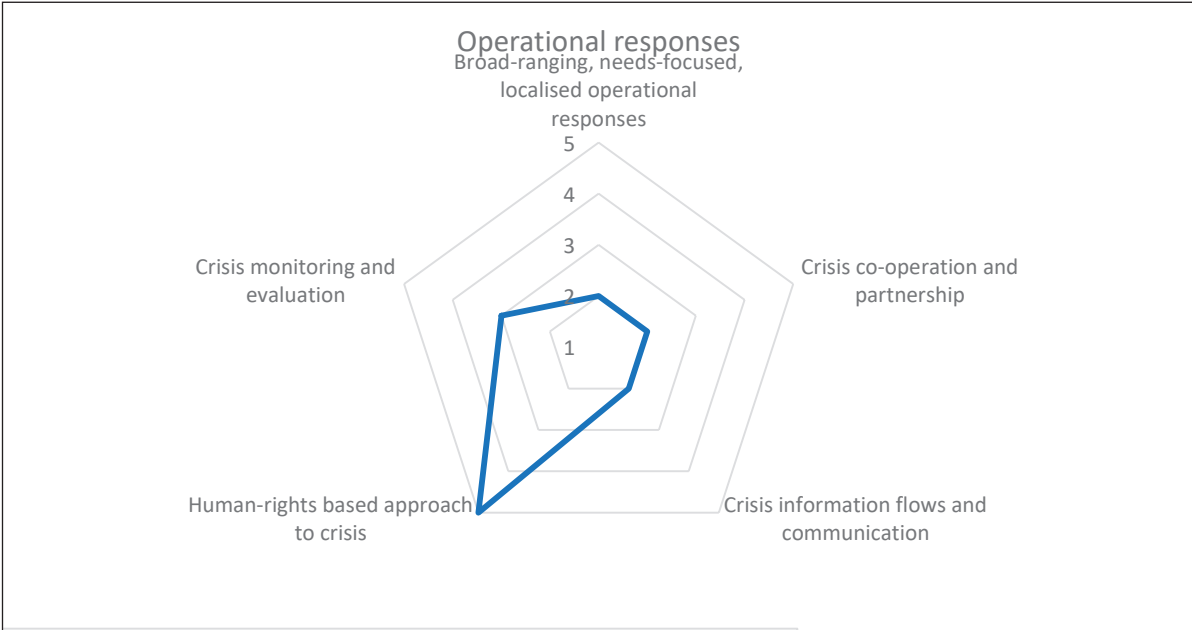 Operational responses
Broad-ranging, needs-focused,
localised operational
responses
5
4
3
2
1
Crisis monitoring and
evaluation
Crisis co-operation and
partnership
Human-rights based approach
to crisis
Crisis information flows and
communication